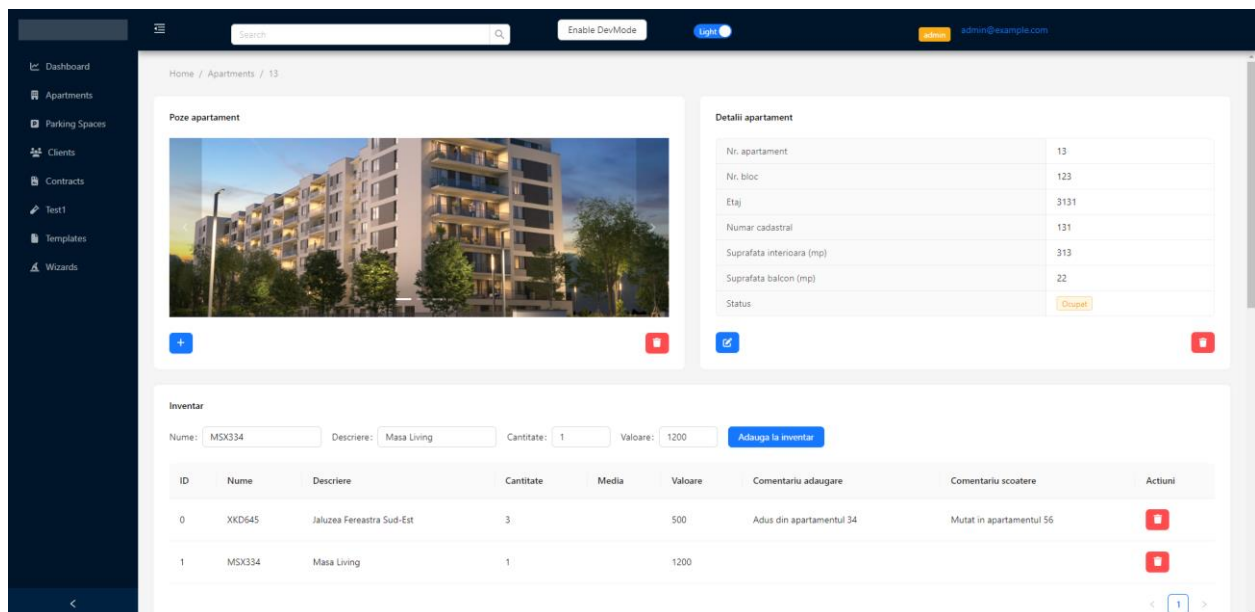 Search Enable DevMode Light admin admin@example.com
Dashboard
Apartments
Parking Spaces
Clients
Contracts
Test1
Templates
Wizards
Home / Apartments / 13
Poze apartament
Detalii apartament
Nr. apartament 13
Nr. bloc 123
Etaj 3131
Numar cadastral 131
Suprafata interioara (mp) 313
Suprafata balcon (mp) 22
Status Ocupat
Inventar
Nume: MSX334 Descriere: Masa Living Cantitate: 1 Valoare: 1200 Adauga la inventar
ID Nume Descriere Cantitate Media Valoare Comentariu adaugare Comentariu scoatere Actiuni
0 XKD645 Jaluzea Fereastra Sud-Est 3 500 Adus din apartamentul 34 Mutat in apartamentul 56
1 MSX334 Masa Living 1 1200
< 1 >